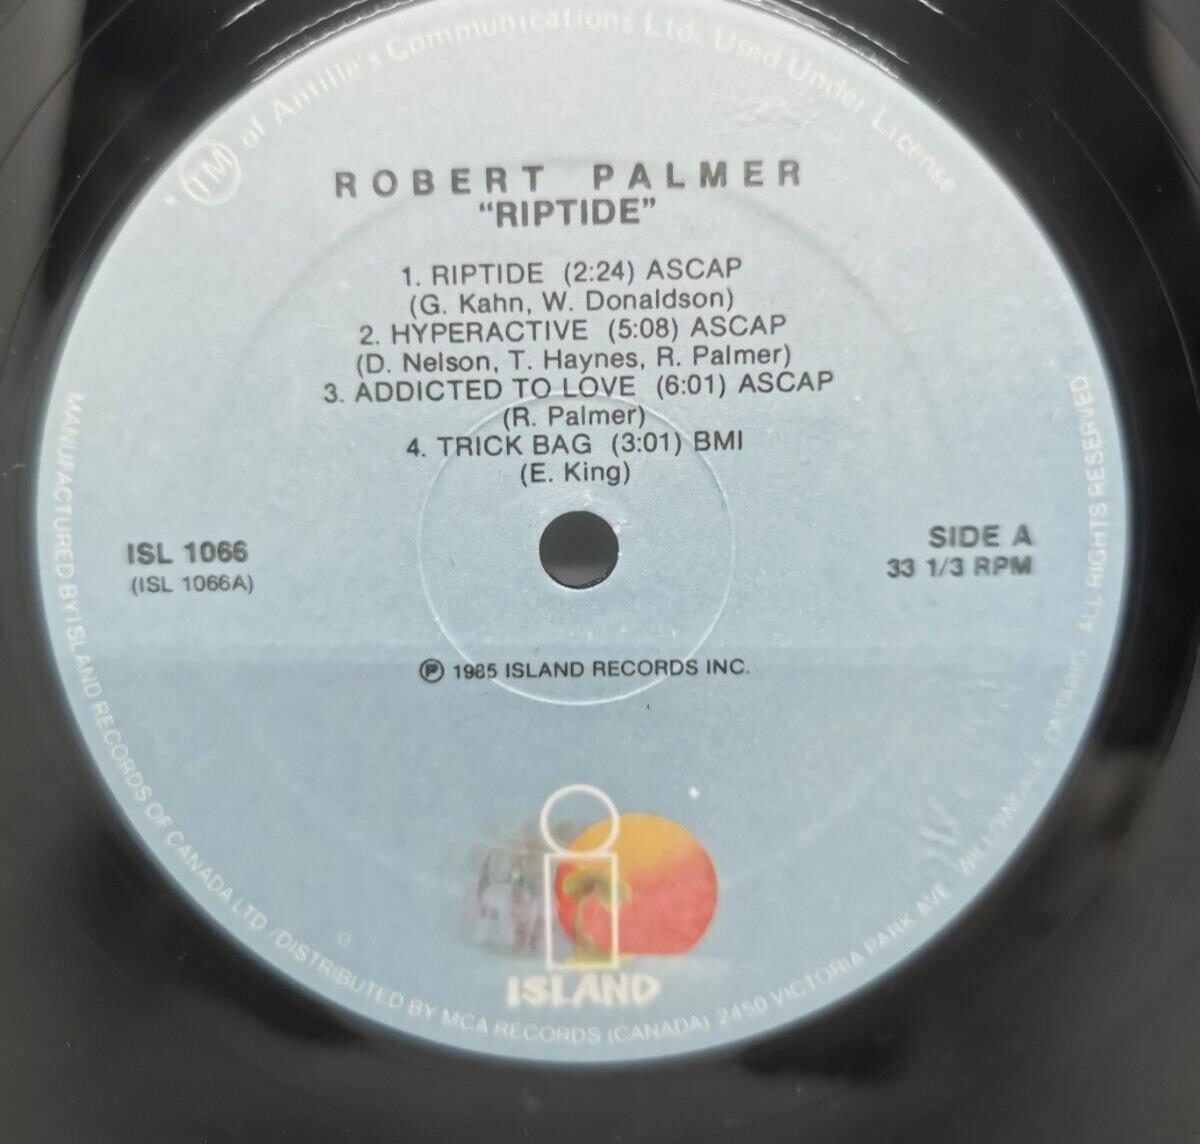 TM of Antille's Communications Ltd. Used Under License
ROBERT PALMER
“RIPTIDE”
1. RIPTIDE (2:24) ASCAP
(G. Kahn, W. Donaldson)
2. HYPERACTIVE (5:08) ASCAP
(D. Nelson, T. Haynes, R. Palmer)
3. ADDICTED TO LOVE (6:01) ASCAP
(R. Palmer)
4. TRICK BAG (3:01) BMI
(E. King)
ISL 1066
(ISL 1066A)
SIDE A
33 1/3 RPM
Ⓟ 1985 ISLAND RECORDS INC.
i
ISLAND
MANUFACTURED BY ISLAND RECORDS OF CANADA LTD./DISTRIBUTED BY MCA RECORDS (CANADA) 2450 VICTORIA PARK AVE WILLOWDALE ONTARIO ALL RIGHTS RESERVED